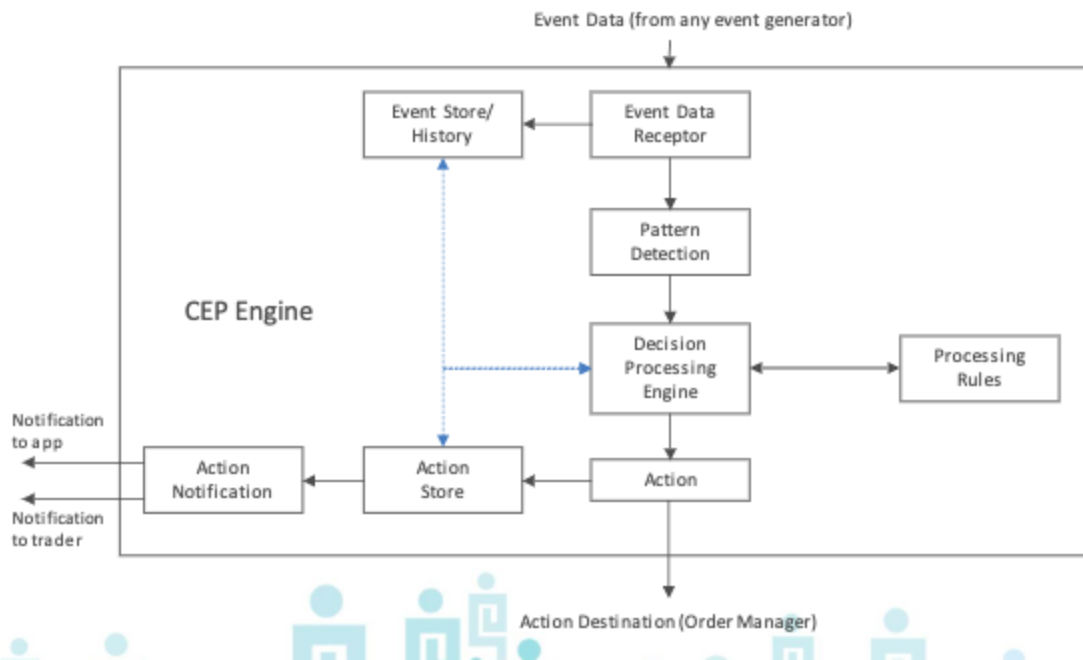 Event Data (from any event generator)
Event Store/
History
Event Data
Receptor
Pattern
Detection
CEP Engine
Decision
Processing
Engine
Processing
Rules
Notification
to app
Action
Notification
Action
Store
Action
Notification
to trader
Action Destination (Order Manager)